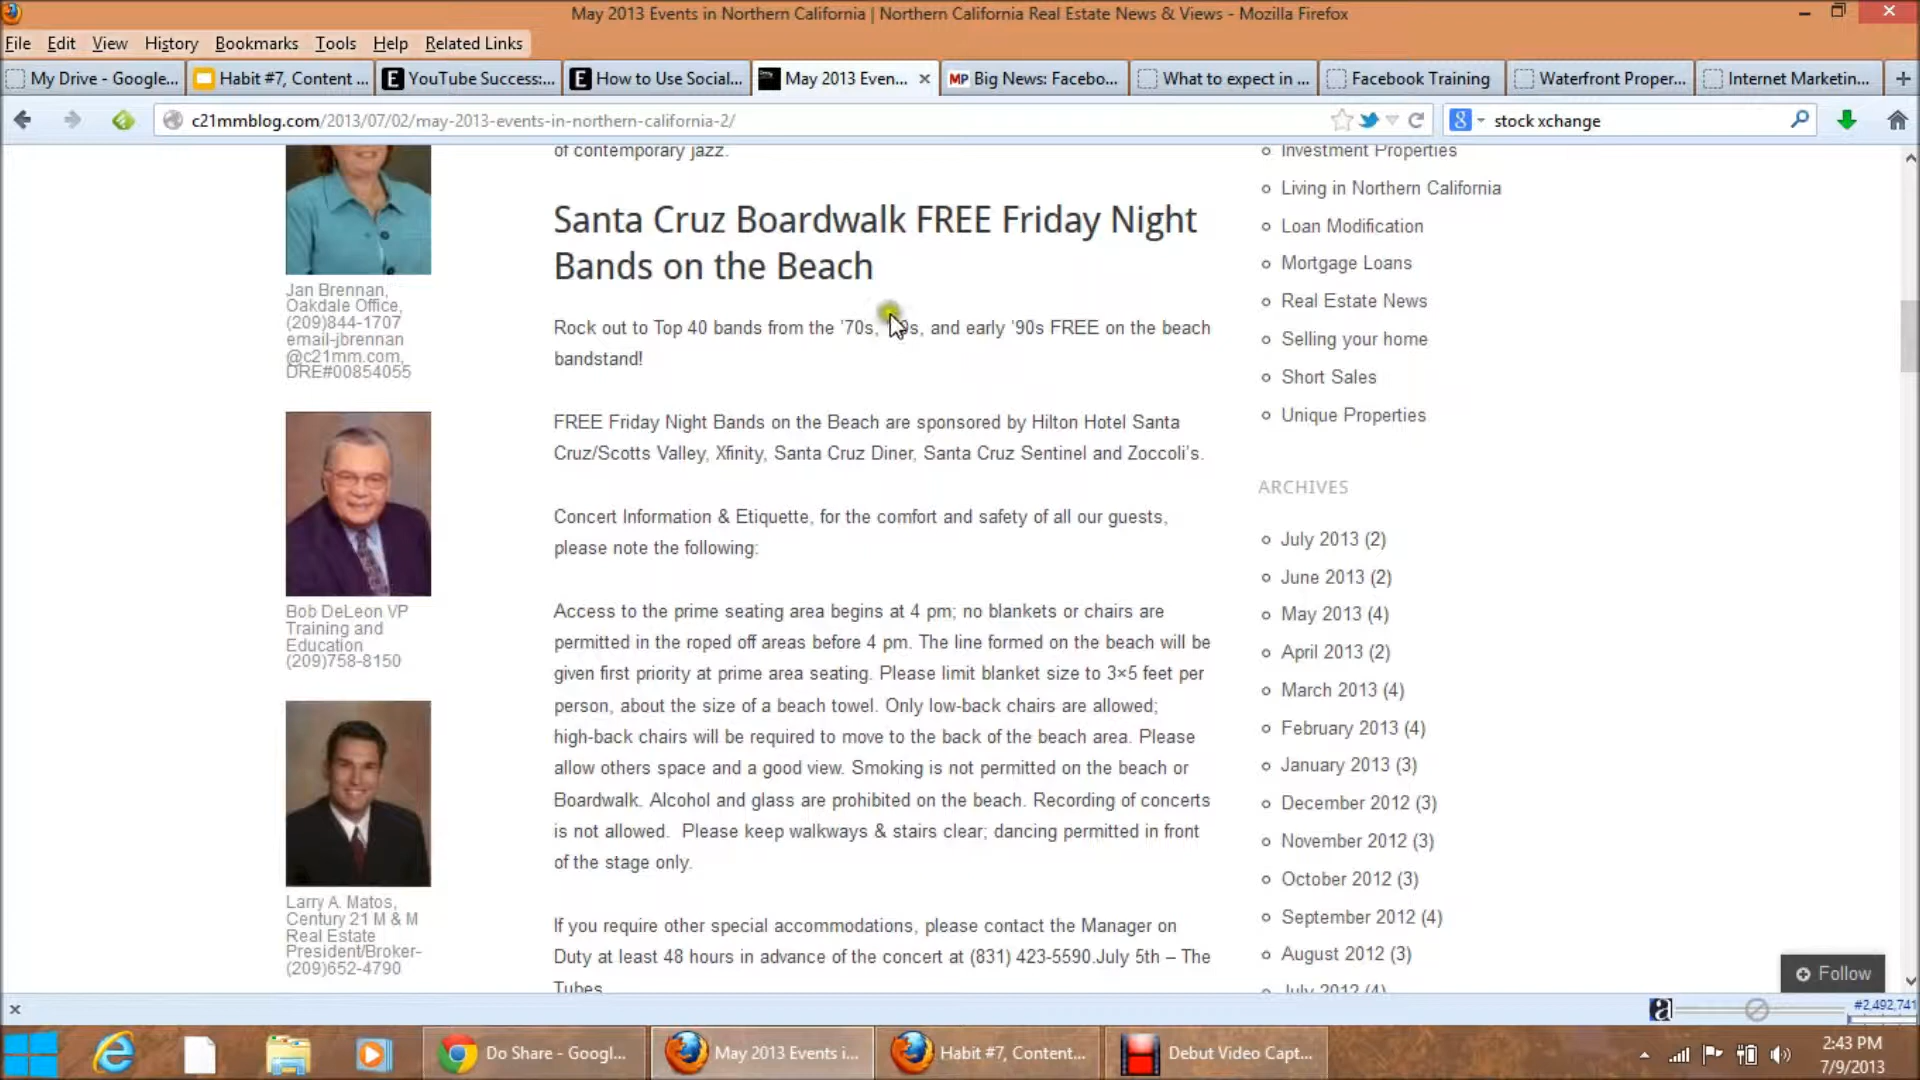 May 2013 Events in Northern California | Northern California Real Estate News & Views - Mozilla Firefox
File Edit View History Bookmarks Tools Help Related Links
My Drive - Google... Habit #7, Content ... YouTube Success:... How to Use Social... May 2013 Even... Big News: Facebo... What to expect in ... Facebook Training Waterfront Proper... Internet Marketin...
c21mmblog.com/2013/07/02/may-2013-events-in-northern-california-2/
stock xchange
of contemporary jazz.
Santa Cruz Boardwalk FREE Friday Night
Bands on the Beach
Rock out to Top 40 bands from the '70s, and early '90s FREE on the beach
bandstand!
FREE Friday Night Bands on the Beach are sponsored by Hilton Hotel Santa
Cruz/Scotts Valley, Xfinity, Santa Cruz Diner, Santa Cruz Sentinel and Zoccoli's.
Concert Information & Etiquette, for the comfort and safety of all our guests,
please note the following:
Access to the prime seating area begins at 4 pm; no blankets or chairs are
permitted in the roped off areas before 4 pm. The line formed on the beach will be
given first priority at prime area seating. Please limit blanket size to 3×5 feet per
person, about the size of a beach towel. Only low-back chairs are allowed;
high-back chairs will be required to move to the back of the beach area. Please
allow others space and a good view. Smoking is not permitted on the beach or
Boardwalk. Alcohol and glass are prohibited on the beach. Recording of concerts
is not allowed. Please keep walkways & stairs clear; dancing permitted in front
of the stage only.
If you require other special accommodations, please contact the Manager on
Duty at least 48 hours in advance of the concert at (831) 423-5590.July 5th – The
Tubes
Jan Brennan,
Oakdale Office,
(209)844-1707
email-jbrennan
@c21mm.com,
DRE#00854055
Bob DeLeon VP
Training and
Education
(209)758-8150
Larry A. Matos,
Century 21 M & M
Real Estate
President/Broker-
(209)652-4790
Investment Properties
Living in Northern California
Loan Modification
Mortgage Loans
Real Estate News
Selling your home
Short Sales
Unique Properties
ARCHIVES
July 2013 (2)
June 2013 (2)
May 2013 (4)
April 2013 (2)
March 2013 (4)
February 2013 (4)
January 2013 (3)
December 2012 (3)
November 2012 (3)
October 2012 (3)
September 2012 (4)
August 2012 (3)
July 2012 (4)
Follow
#2,492,741
Do Share - Googl... May 2013 Events i... Habit #7, Content... Debut Video Capt...
2:43 PM
7/9/2013